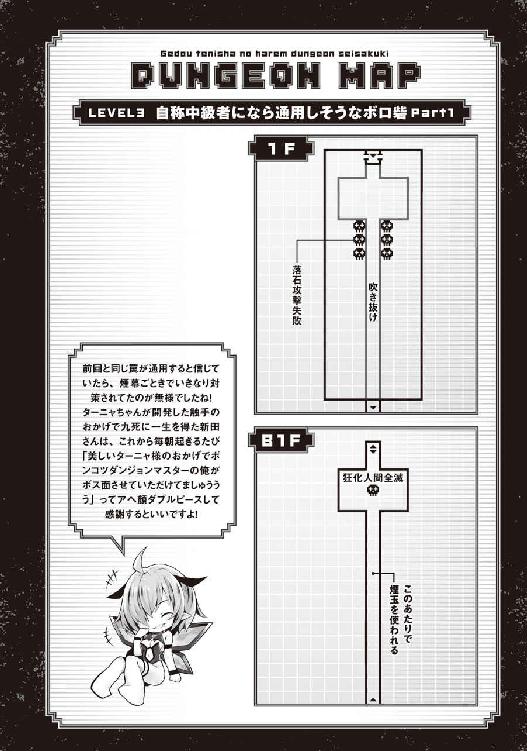 Gedou tenisha no harem dungeon seisakuki
DUNGEON MAP
LEVEL3 自称中級者になら通用しそうなボロ砦 Part1
1F
落石攻撃失敗
吹き抜け
前回と同じ罠が通用すると信じて
いたら、煙幕ごときでいきなり対
策されてたのが無様でしたね!
ターニャちゃんが開発した触手の
おかげで九死に一生を得た新田
さんは、これから毎朝起きるたび
「美しいターニャ様のおかげでポ
ンコツダンジョンマスターの俺が
ボス面させていただけてましゅうう
う」ってアヘ顔ダブルピースして
感謝するといいですよ!
B1F
狂化人間全滅
このあたりで
煙玉を使われる